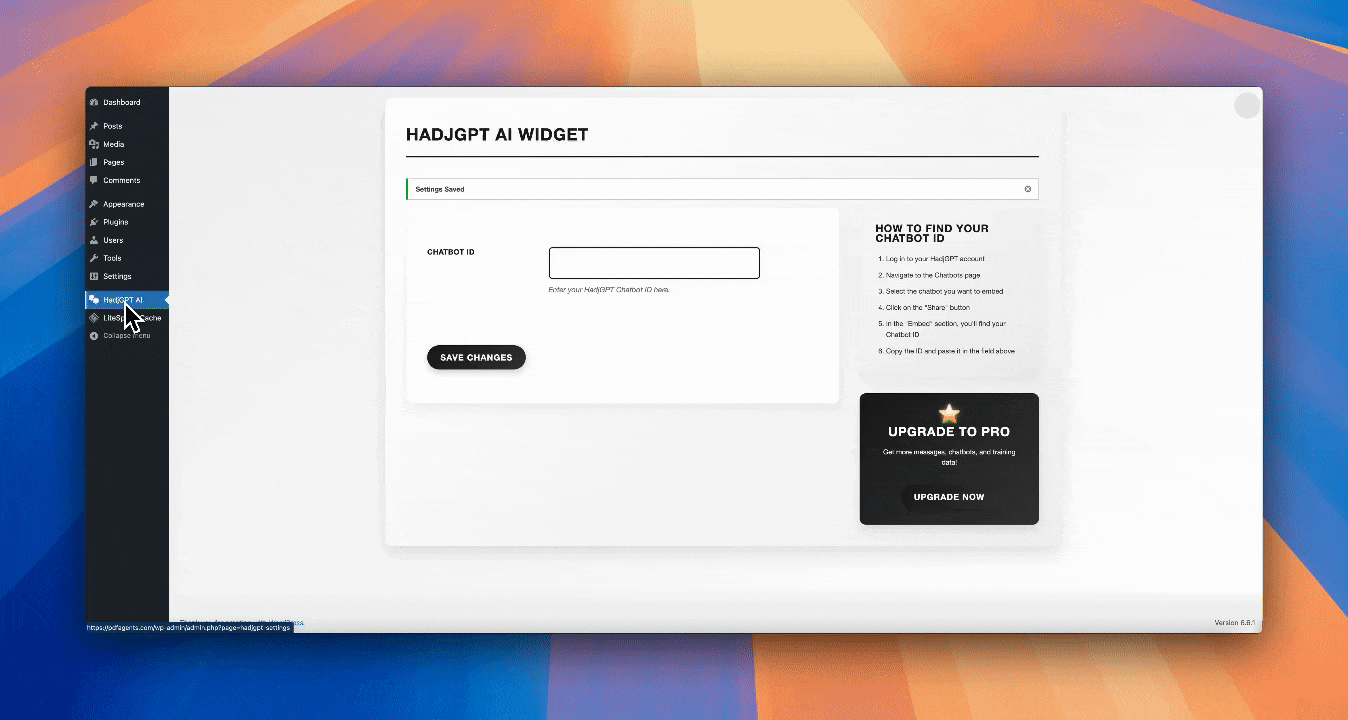 Dashboard
Posts
Media
Pages
Comments
Appearance
Plugins
Users
Tools
Settings
HadjGPT AI
Cache
Collapse menu
HADJGPT AI WIDGET
Settings Saved
CHATBOT ID
Enter your HadjGPT Chatbot ID here.
SAVE CHANGES
HOW TO FIND YOUR
CHATBOT ID
1. Log in to your HadjGPT account
2. Navigate to the Chatbots page
3. Select the chatbot you want to embed
4. Click on the "Share" button
5. In the "Embed" section, you'll find your
Chatbot ID
6. Copy the ID and paste it in the field above
UPGRADE TO PRO
Get more messages, chatbots, and training
data!
UPGRADE NOW
https://pdfagents.com/wp-admin/admin.php?page=hadjgpt-settings
Version 6.6.1